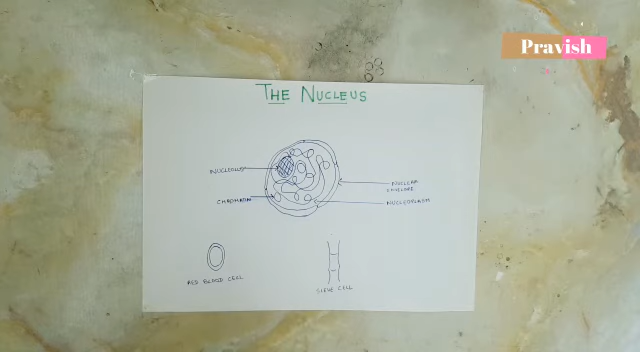 Pravish
THE NUCLEUS
NUCLEOLUS
CHROMATIN
NUCLEAR
ENVELOPE
NUCLEOPLASM
RED BLOOD CELL
SIEVE CELL